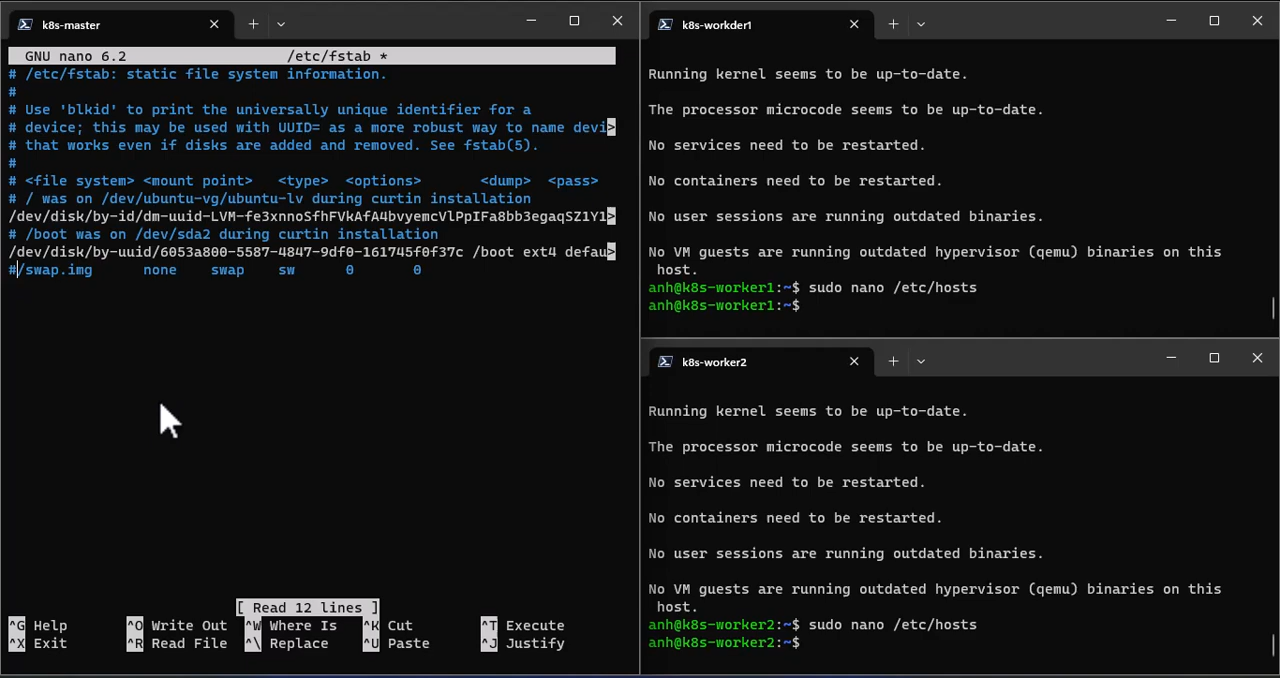 k8s-master
GNU nano 6.2 /etc/fstab *
# /etc/fstab: static file system information.
#
# Use 'blkid' to print the universally unique identifier for a
# device; this may be used with UUID= as a more robust way to name devi>
# that works even if disks are added and removed. See fstab(5).
#
# <file system> <mount point>   <type>  <options>       <dump>  <pass>
# / was on /dev/ubuntu-vg/ubuntu-lv during curtin installation
/dev/disk/by-id/dm-uuid-LVM-fe3xnnoSfhFVkAfA4bvyemcVlPpIFa8bb3egaqSZ1Y1>
# /boot was on /dev/sda2 during curtin installation
/dev/disk/by-uuid/6053a800-5587-4847-9df0-161745f0f37c /boot ext4 defau>
#/swap.img      none    swap    sw      0       0
[ Read 12 lines ]
^G Help ^O Write Out ^W Where Is ^K Cut ^T Execute
^X Exit ^R Read File ^\ Replace ^U Paste ^J Justify
k8s-workder1
Running kernel seems to be up-to-date.
The processor microcode seems to be up-to-date.
No services need to be restarted.
No containers need to be restarted.
No user sessions are running outdated binaries.
No VM guests are running outdated hypervisor (qemu) binaries on this
host.
anh@k8s-worker1:~$ sudo nano /etc/hosts
anh@k8s-worker1:~$
k8s-worker2
Running kernel seems to be up-to-date.
The processor microcode seems to be up-to-date.
No services need to be restarted.
No containers need to be restarted.
No user sessions are running outdated binaries.
No VM guests are running outdated hypervisor (qemu) binaries on this
host.
anh@k8s-worker2:~$ sudo nano /etc/hosts
anh@k8s-worker2:~$